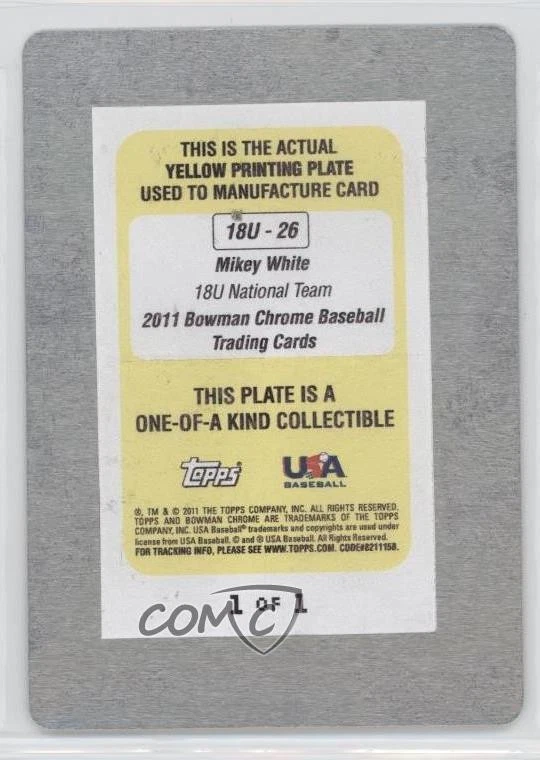 THIS IS THE ACTUAL
YELLOW PRINTING PLATE
USED TO MANUFACTURE CARD
18U - 26
Mikey White
18U National Team
2011 Bowman Chrome Baseball
Trading Cards
THIS PLATE IS A
ONE-OF-A KIND COLLECTIBLE
Topps
USA
BASEBALL
®, TM & © 2011 THE TOPPS COMPANY, INC. ALL RIGHTS RESERVED.
TOPPS AND BOWMAN CHROME ARE TRADEMARKS OF THE TOPPS
COMPANY, INC. USA Baseball® trademarks and copyrights are used under
license from USA Baseball. © and ® USA Baseball. All Rights Reserved.
FOR TRACKING INFO, PLEASE SEE WWW.TOPPS.COM. CODE#8211158.
1 OF 1
COMC